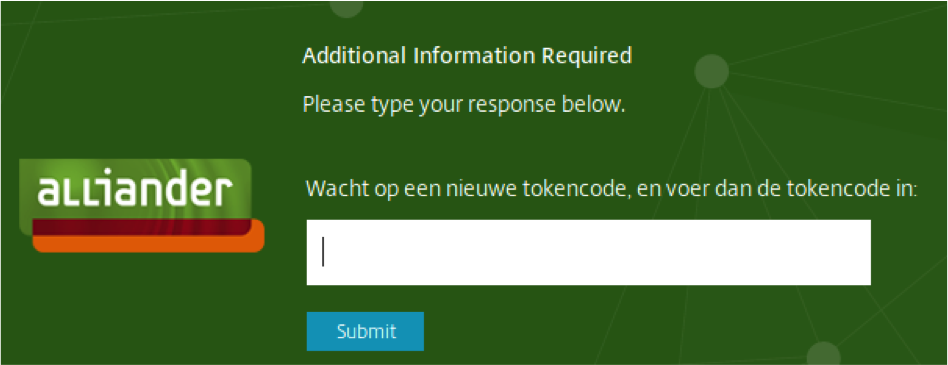 Additional Information Required
Please type your response below.
alliander
Wacht op een nieuwe tokencode, en voer dan de tokencode in:
Submit